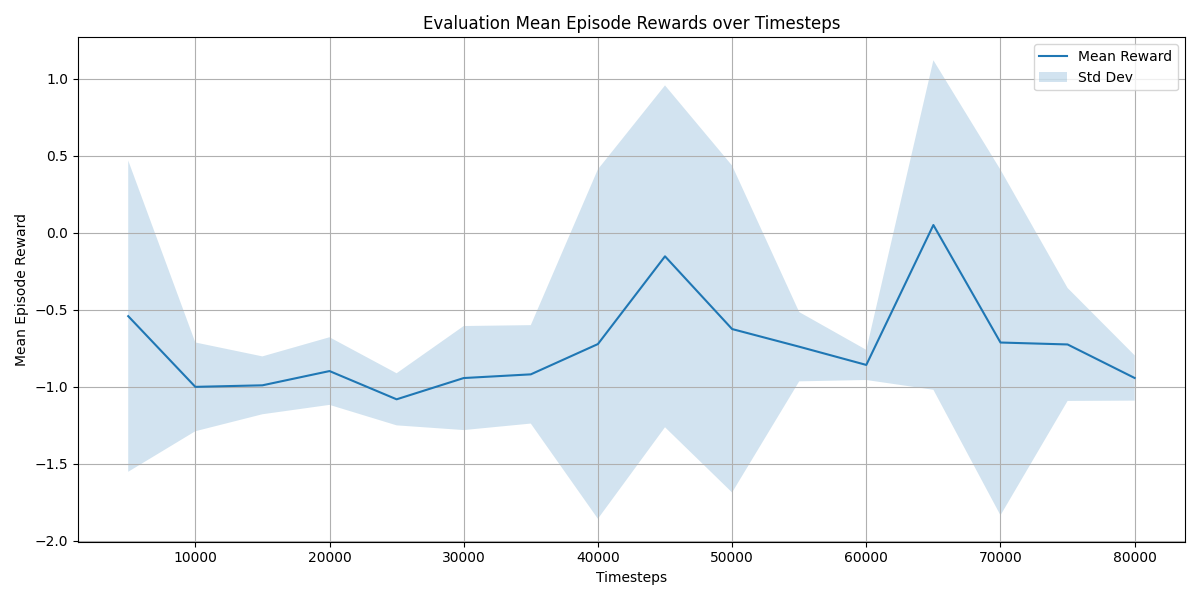 Evaluation Mean Episode Rewards over Timesteps
Mean Reward
Std Dev
Mean Episode Reward
1.0
0.5
0.0
−0.5
−1.0
−1.5
−2.0
10000 20000 30000 40000 50000 60000 70000 80000
Timesteps